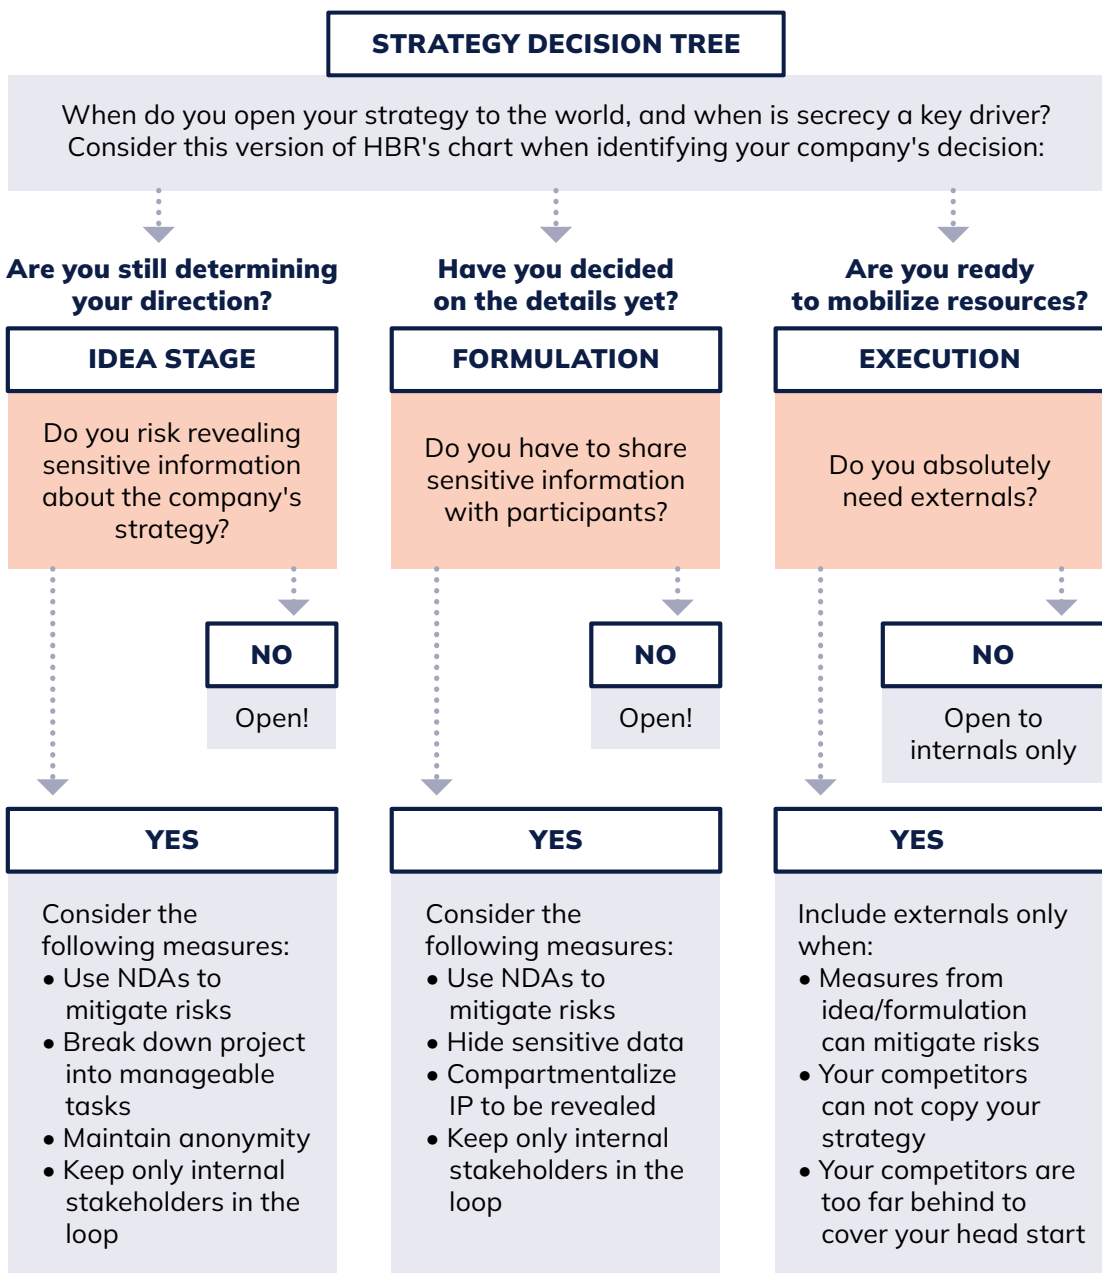 STRATEGY DECISION TREE
When do you open your strategy to the world, and when is secrecy a key driver?
Consider this version of HBR's chart when identifying your company's decision:
Are you still determining
your direction?
IDEA STAGE
Do you risk revealing
sensitive information
about the company's
strategy?
NO
Open!
YES
Consider the
following measures:
• Use NDAs to
mitigate risks
• Break down project
into manageable
tasks
• Maintain anonymity
• Keep only internal
stakeholders in the
loop
Have you decided
on the details yet?
FORMULATION
Do you have to share
sensitive information
with participants?
NO
Open!
YES
Consider the
following measures:
• Use NDAs to
mitigate risks
• Hide sensitive data
• Compartmentalize
IP to be revealed
• Keep only internal
stakeholders in the
loop
Are you ready
to mobilize resources?
EXECUTION
Do you absolutely
need externals?
NO
Open to
internals only
YES
Include externals only
when:
• Measures from
idea/formulation
can mitigate risks
• Your competitors
can not copy your
strategy
• Your competitors are
too far behind to
cover your head start